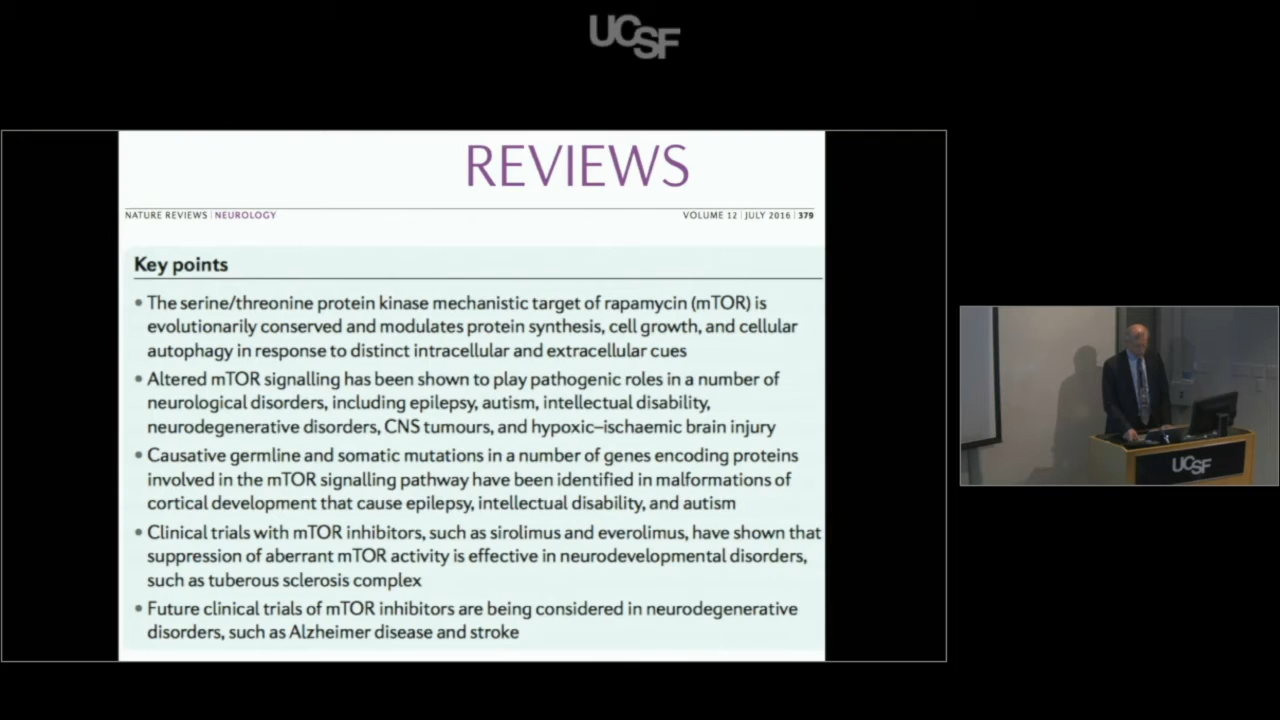 UCSF
REVIEWS
NATURE REVIEWS | NEUROLOGY
VOLUME 12 | JULY 2016 | 379
Key points
• The serine/threonine protein kinase mechanistic target of rapamycin (mTOR) is
evolutionarily conserved and modulates protein synthesis, cell growth, and cellular
autophagy in response to distinct intracellular and extracellular cues
• Altered mTOR signalling has been shown to play pathogenic roles in a number of
neurological disorders, including epilepsy, autism, intellectual disability,
neurodegenerative disorders, CNS tumours, and hypoxic–ischaemic brain injury
• Causative germline and somatic mutations in a number of genes encoding proteins
involved in the mTOR signalling pathway have been identified in malformations of
cortical development that cause epilepsy, intellectual disability, and autism
• Clinical trials with mTOR inhibitors, such as sirolimus and everolimus, have shown that
suppression of aberrant mTOR activity is effective in neurodevelopmental disorders,
such as tuberous sclerosis complex
• Future clinical trials of mTOR inhibitors are being considered in neurodegenerative
disorders, such as Alzheimer disease and stroke
UCSF